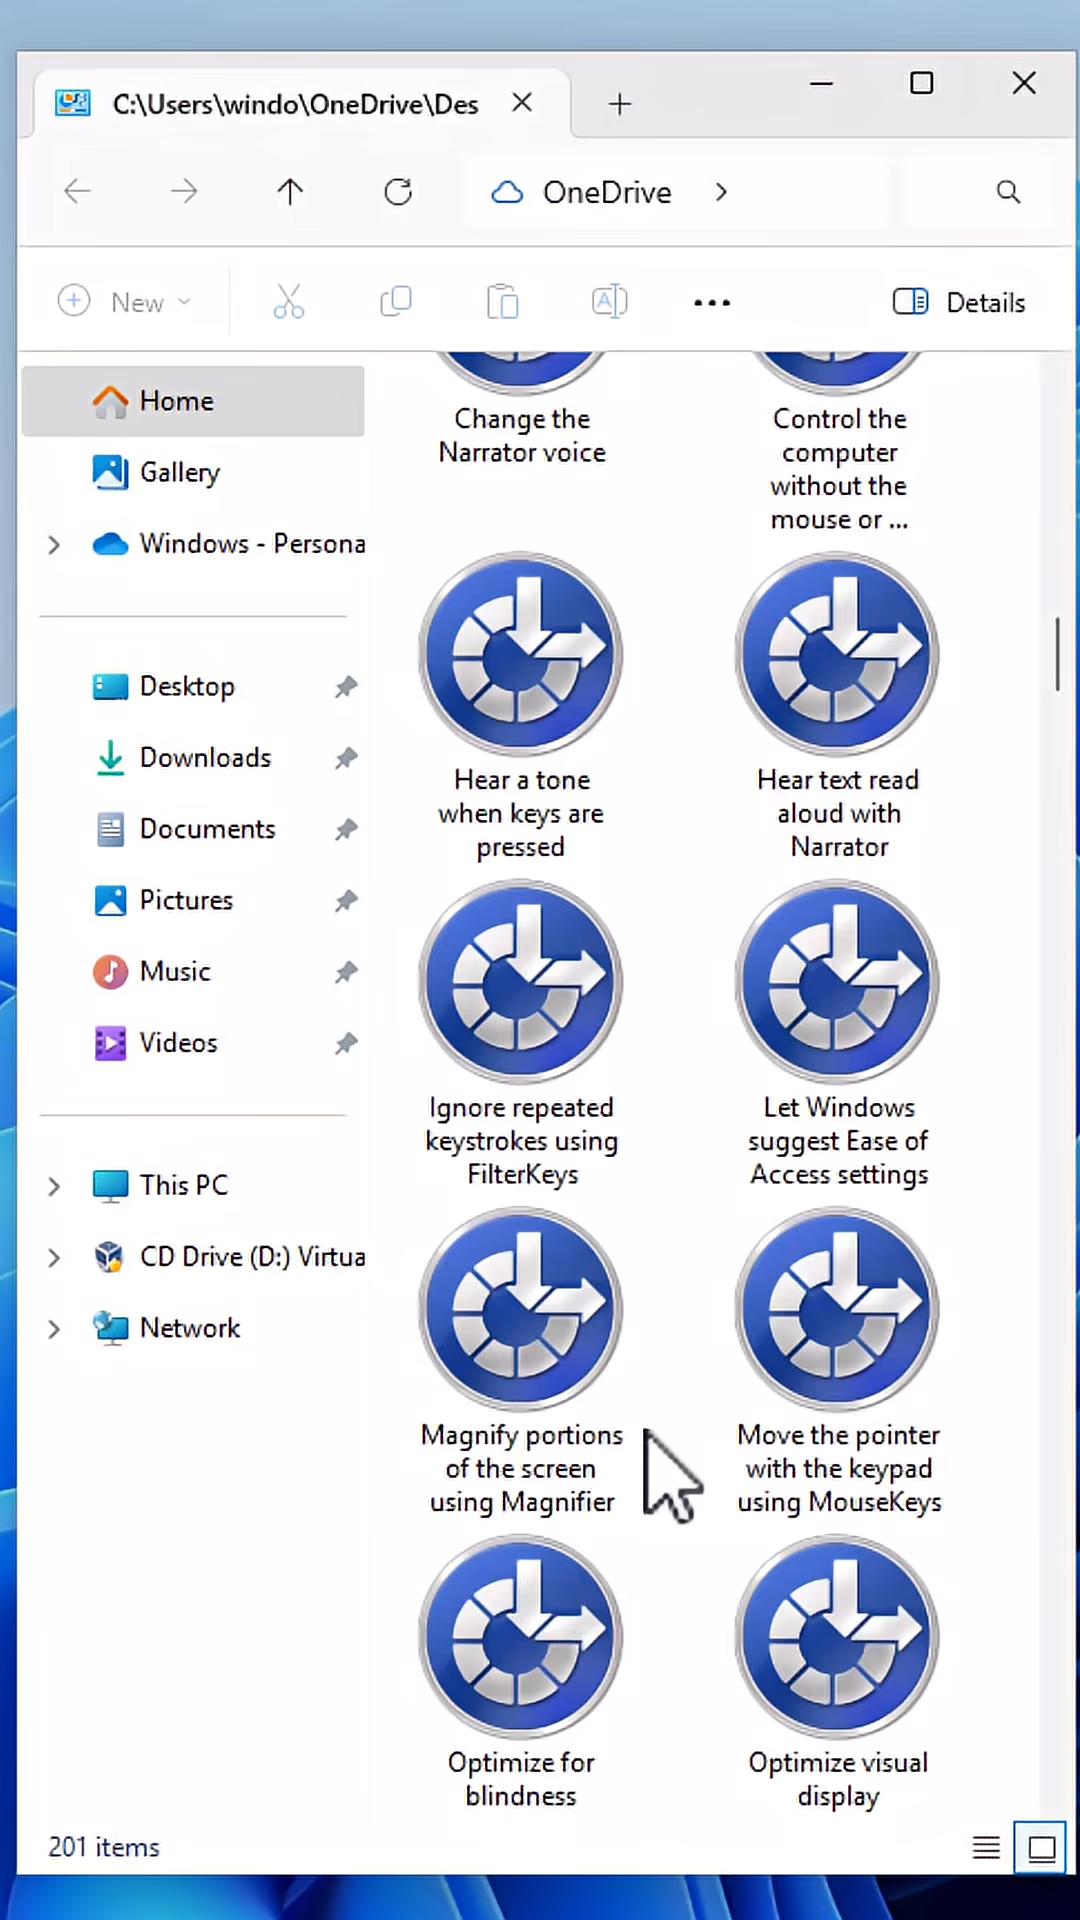 C:\Users\windo\OneDrive\Des
OneDrive
New
Details
Home
Gallery
Windows - Persona
Desktop
Downloads
Documents
Pictures
Music
Videos
This PC
CD Drive (D:) Virtua
Network
Change the
Narrator voice
Control the
computer
without the
mouse or ...
Hear a tone
when keys are
pressed
Hear text read
aloud with
Narrator
Ignore repeated
keystrokes using
FilterKeys
Let Windows
suggest Ease of
Access settings
Magnify portions
of the screen
using Magnifier
Move the pointer
with the keypad
using MouseKeys
Optimize for
blindness
Optimize visual
display
201 items